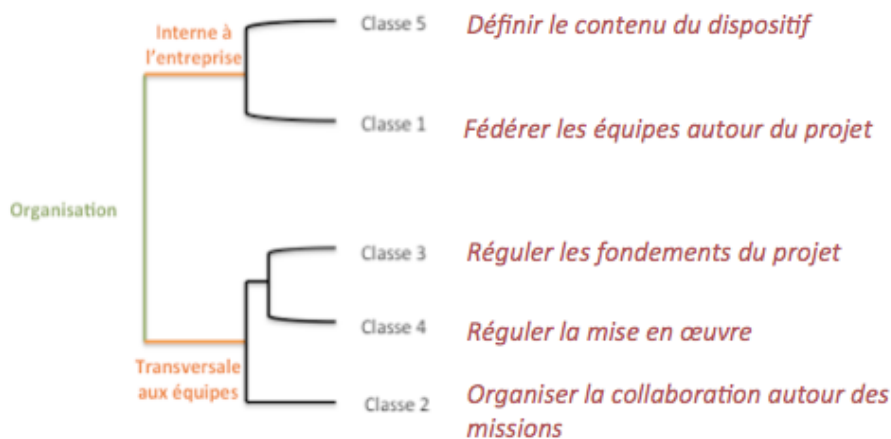 Interne à
l'entreprise
Classe 5
Définir le contenu du dispositif
Classe 1
Fédérer les équipes autour du projet
Organisation
Classe 3
Réguler les fondements du projet
Classe 4
Réguler la mise en œuvre
Transversale
aux équipes
Classe 2
Organiser la collaboration autour des
missions